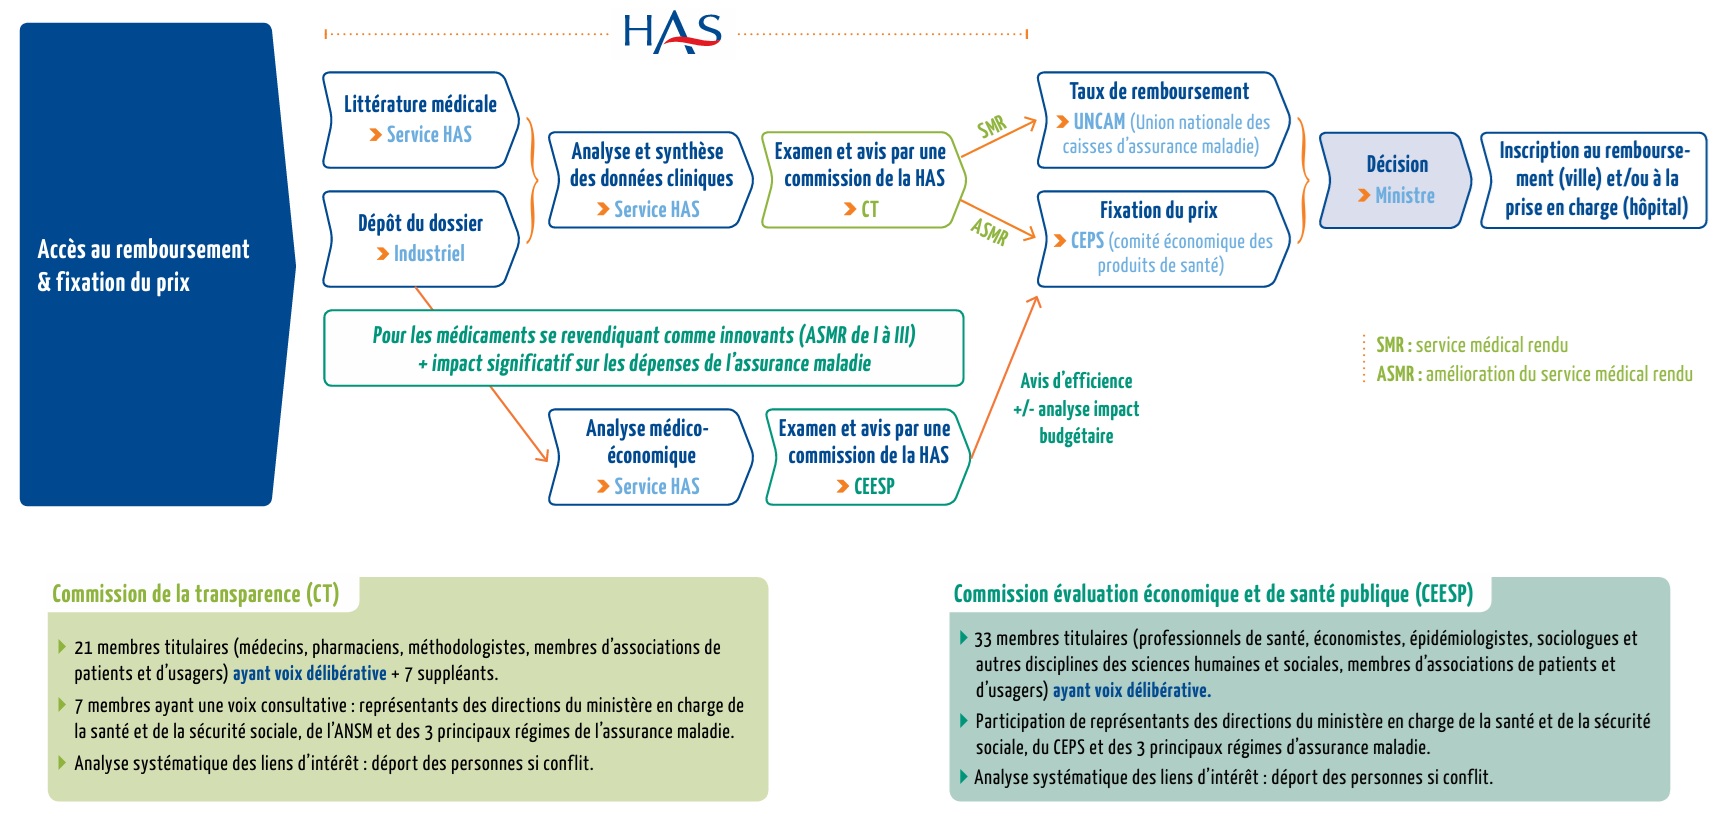 HAS
Accès au remboursement
& fixation du prix
Littérature médicale
Service HAS
Dépôt du dossier
Industriel
Analyse et synthèse
des données cliniques
Service HAS
Examen et avis par une
commission de la HAS
CT
SMR
ASMR
Taux de remboursement
UNCAM (Union nationale des
caisses d'assurance maladie)
Fixation du prix
CEPS (comité économique des
produits de santé)
Décision
Ministre
Inscription au rembourse-
ment (ville) et/ou à la
prise en charge (hôpital)
Pour les médicaments se revendiquant comme innovants (ASMR de I à III)
+ impact significatif sur les dépenses de l'assurance maladie
Analyse médico-
économique
Service HAS
Examen et avis par une
commission de la HAS
CEESP
Avis d'efficience
+/- analyse impact
budgétaire
SMR : service médical rendu
ASMR : amélioration du service médical rendu
Commission de la transparence (CT)
21 membres titulaires (médecins, pharmaciens, méthodologistes, membres d'associations de
patients et d'usagers) ayant voix délibérative + 7 suppléants.
7 membres ayant une voix consultative : représentants des directions du ministère en charge de
la santé et de la sécurité sociale, de l'ANSM et des 3 principaux régimes de l'assurance maladie.
Analyse systématique des liens d'intérêt : déport des personnes si conflit.
Commission évaluation économique et de santé publique (CEESP)
33 membres titulaires (professionnels de santé, économistes, épidémiologistes, sociologues et
autres disciplines des sciences humaines et sociales, membres d'associations de patients et
d'usagers) ayant voix délibérative.
Participation de représentants des directions du ministère en charge de la santé et de la sécurité
sociale, du CEPS et des 3 principaux régimes d'assurance maladie.
Analyse systématique des liens d'intérêt : déport des personnes si conflit.